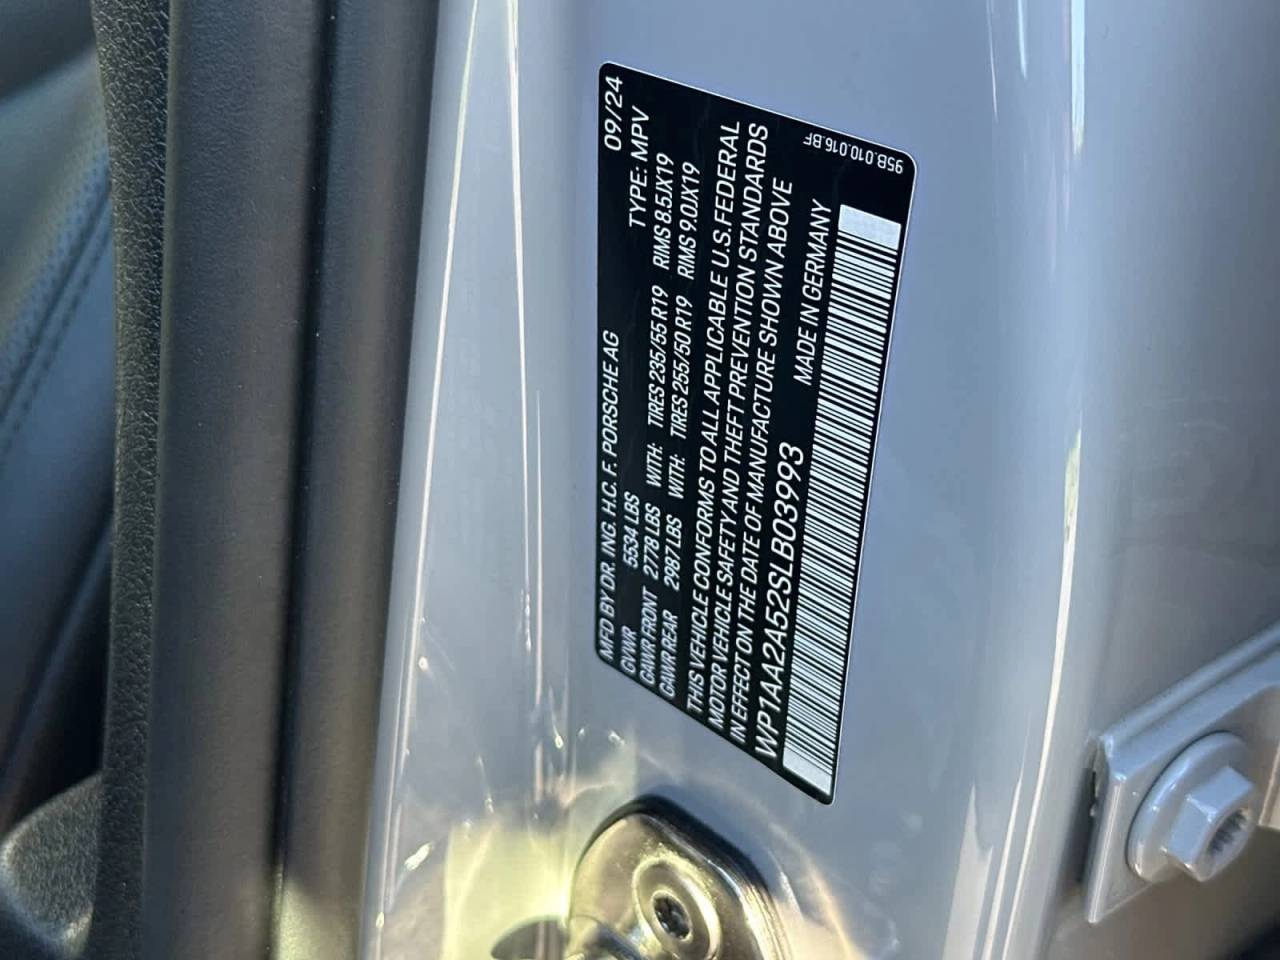 MFD BY DR. ING. H.C. F. PORSCHE AG 09/24
GVWR 5534 LBS TYPE: MPV
GAWR FRONT 2778 LBS WITH: TIRES 235/55 R19 RIMS 8.5JX19
GAWR REAR 2987 LBS WITH: TIRES 255/50 R19 RIMS 9.0JX19
THIS VEHICLE CONFORMS TO ALL APPLICABLE U.S. FEDERAL
MOTOR VEHICLE SAFETY AND THEFT PREVENTION STANDARDS
IN EFFECT ON THE DATE OF MANUFACTURE SHOWN ABOVE
WP1AA2A52SLB03993 MADE IN GERMANY
95B.010.016.BF